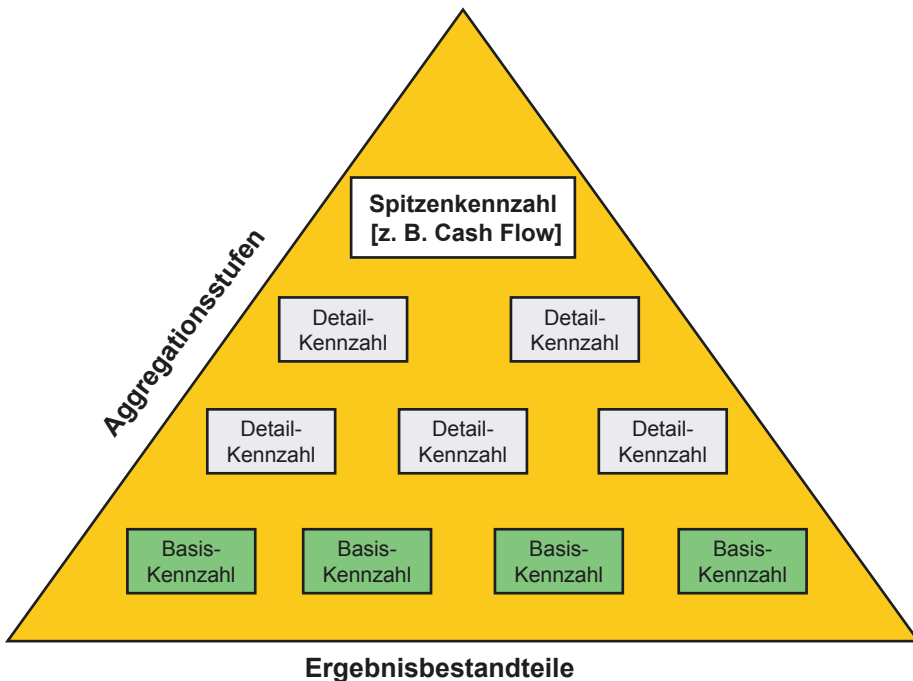 Spitzenkennzahl
[z. B. Cash Flow]
Aggregationsstufen
Detail-
Kennzahl
Detail-
Kennzahl
Detail-
Kennzahl
Detail-
Kennzahl
Detail-
Kennzahl
Basis-
Kennzahl
Basis-
Kennzahl
Basis-
Kennzahl
Basis-
Kennzahl
Ergebnisbestandteile